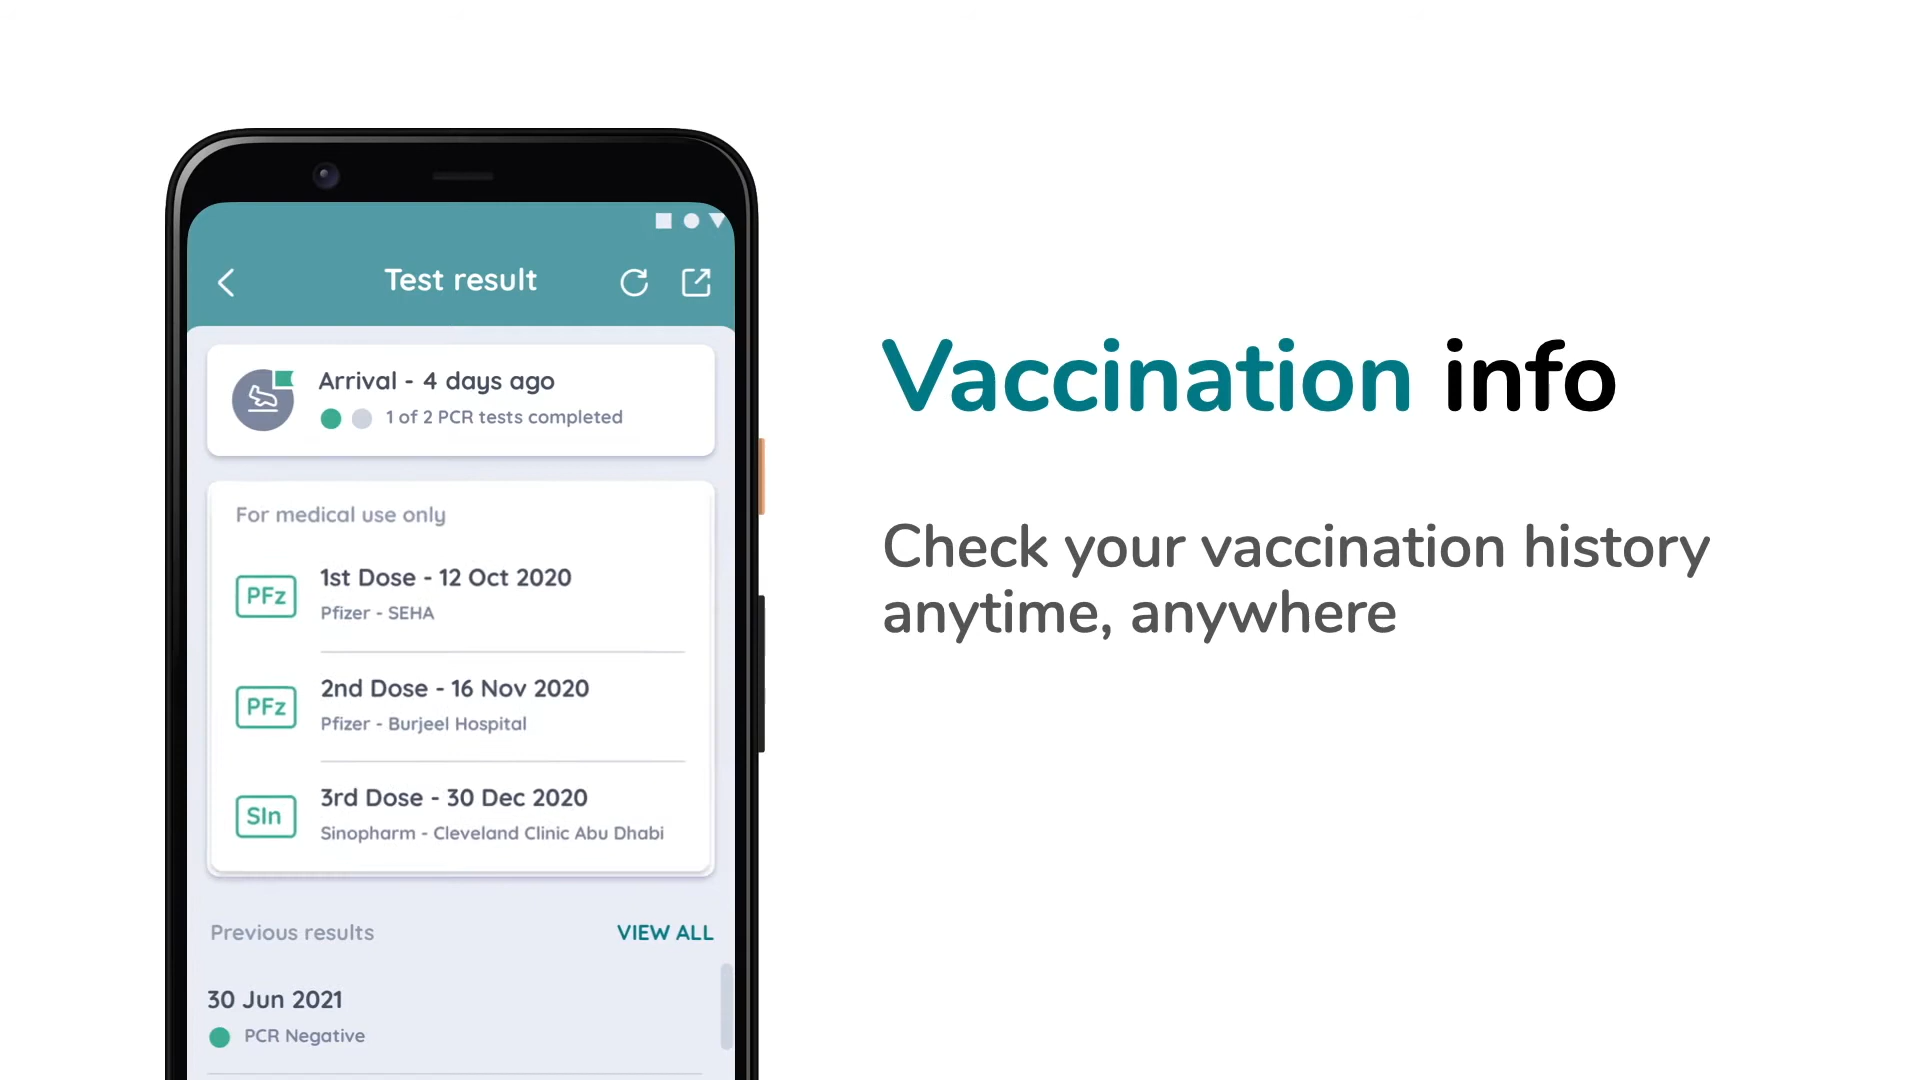 Test result
Arrival - 4 days ago
1 of 2 PCR tests completed
For medical use only
PFz
1st Dose - 12 Oct 2020
Pfizer - SEHA
PFz
2nd Dose - 16 Nov 2020
Pfizer - Burjeel Hospital
SIn
3rd Dose - 30 Dec 2020
Sinopharm - Cleveland Clinic Abu Dhabi
Previous results
VIEW ALL
30 Jun 2021
PCR Negative
Vaccination info
Check your vaccination history
anytime, anywhere